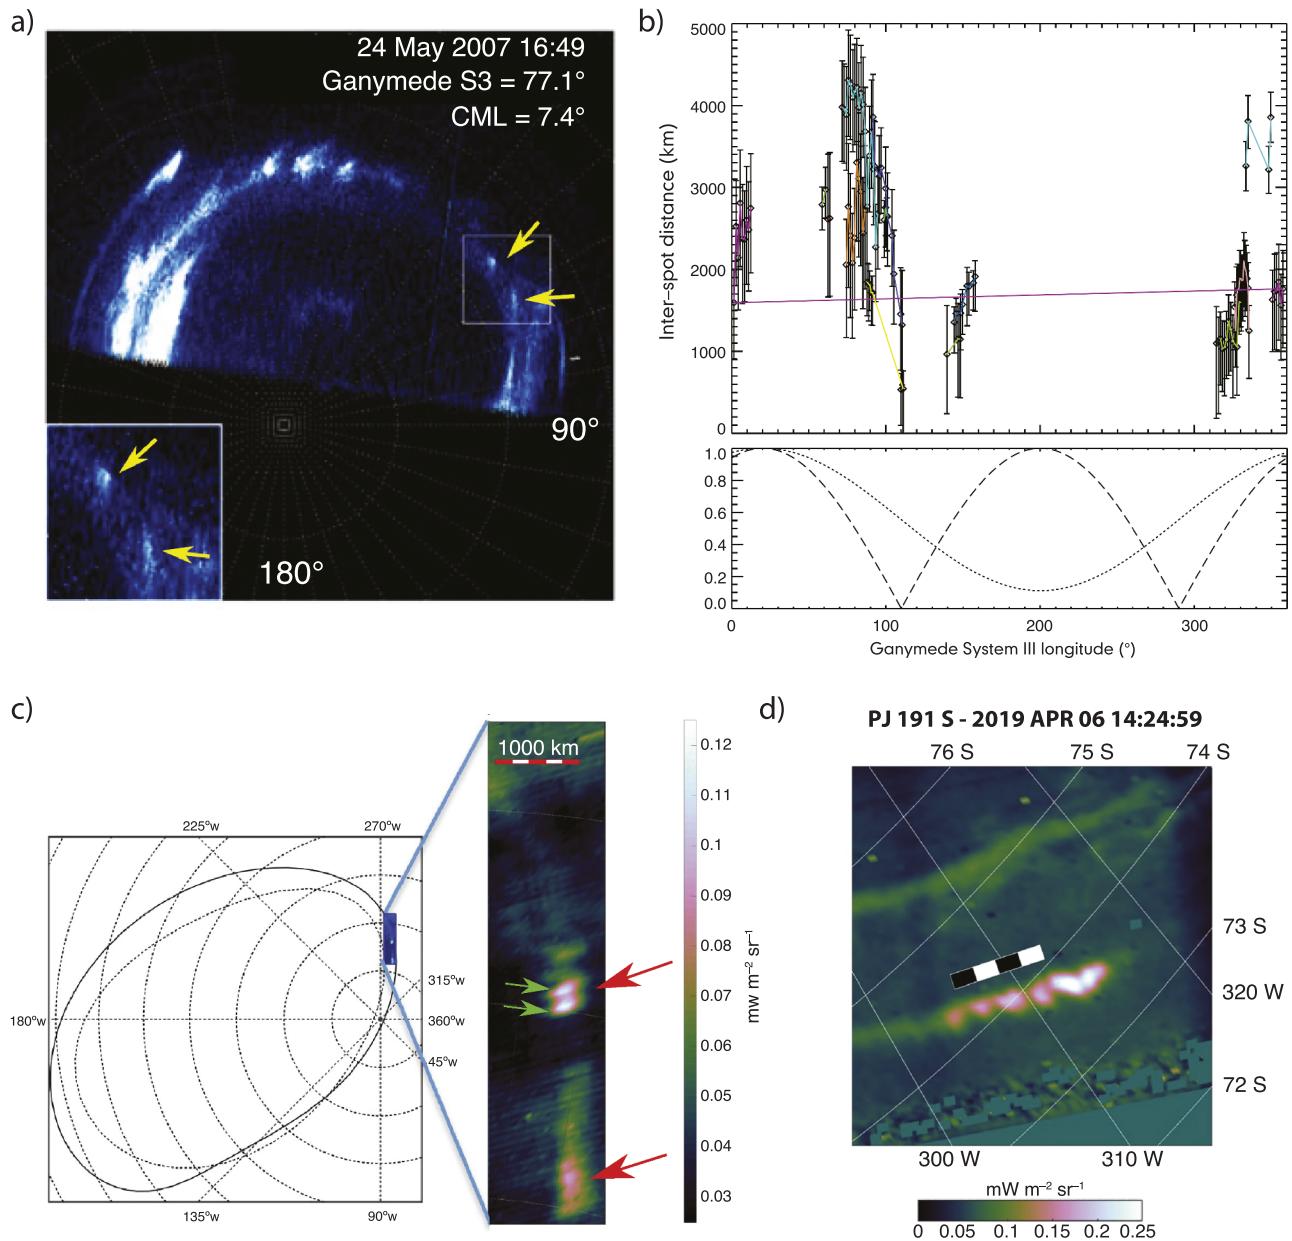 a)
24 May 2007 16:49
Ganymede S3 = 77.1°
CML = 7.4°
90°
180°
b)
5000
4000
3000
2000
1000
0
Inter–spot distance (km)
1.0
0.8
0.6
0.4
0.2
0.0
0 100 200 300
Ganymede System III longitude (°)
c)
225°w 270°w
180°w
315°w
360°w
45°w
135°w 90°w
1000 km
0.12
0.11
0.1
0.09
0.08
0.07
0.06
0.05
0.04
0.03
mw m–2 sr–1
d)
PJ 191 S - 2019 APR 06 14:24:59
76 S 75 S 74 S
73 S
320 W
72 S
300 W 310 W
mW m–2 sr–1
0 0.05 0.1 0.15 0.2 0.25